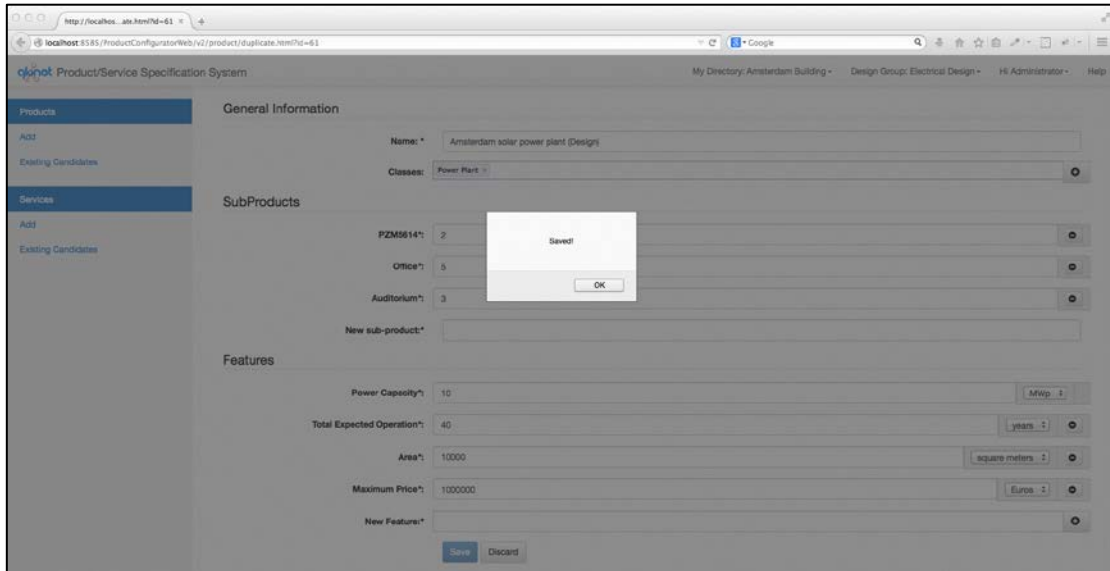 http://localhos...ate.html?id=61
localhost:8585/ProductConfiguratorWeb/v2/product/duplicate.html?id=61
Google
Product/Service Specification System
My Directory: Amsterdam Building
Design Group: Electrical Design
Hi Administrator
Help
Products
Add
Existing Candidates
Services
Add
Existing Candidates
General Information
Name: * Amsterdam solar power plant (Design)
Classes: Power Plant
SubProducts
PZM5614*: 2
Office*: 5
Auditorium*: 3
New sub-product:*
Saved!
OK
Features
Power Capacity*: 10 MWp
Total Expected Operation*: 40 years
Area*: 10000 square meters
Maximum Price*: 1000000 Euros
New Feature:*
Save Discard